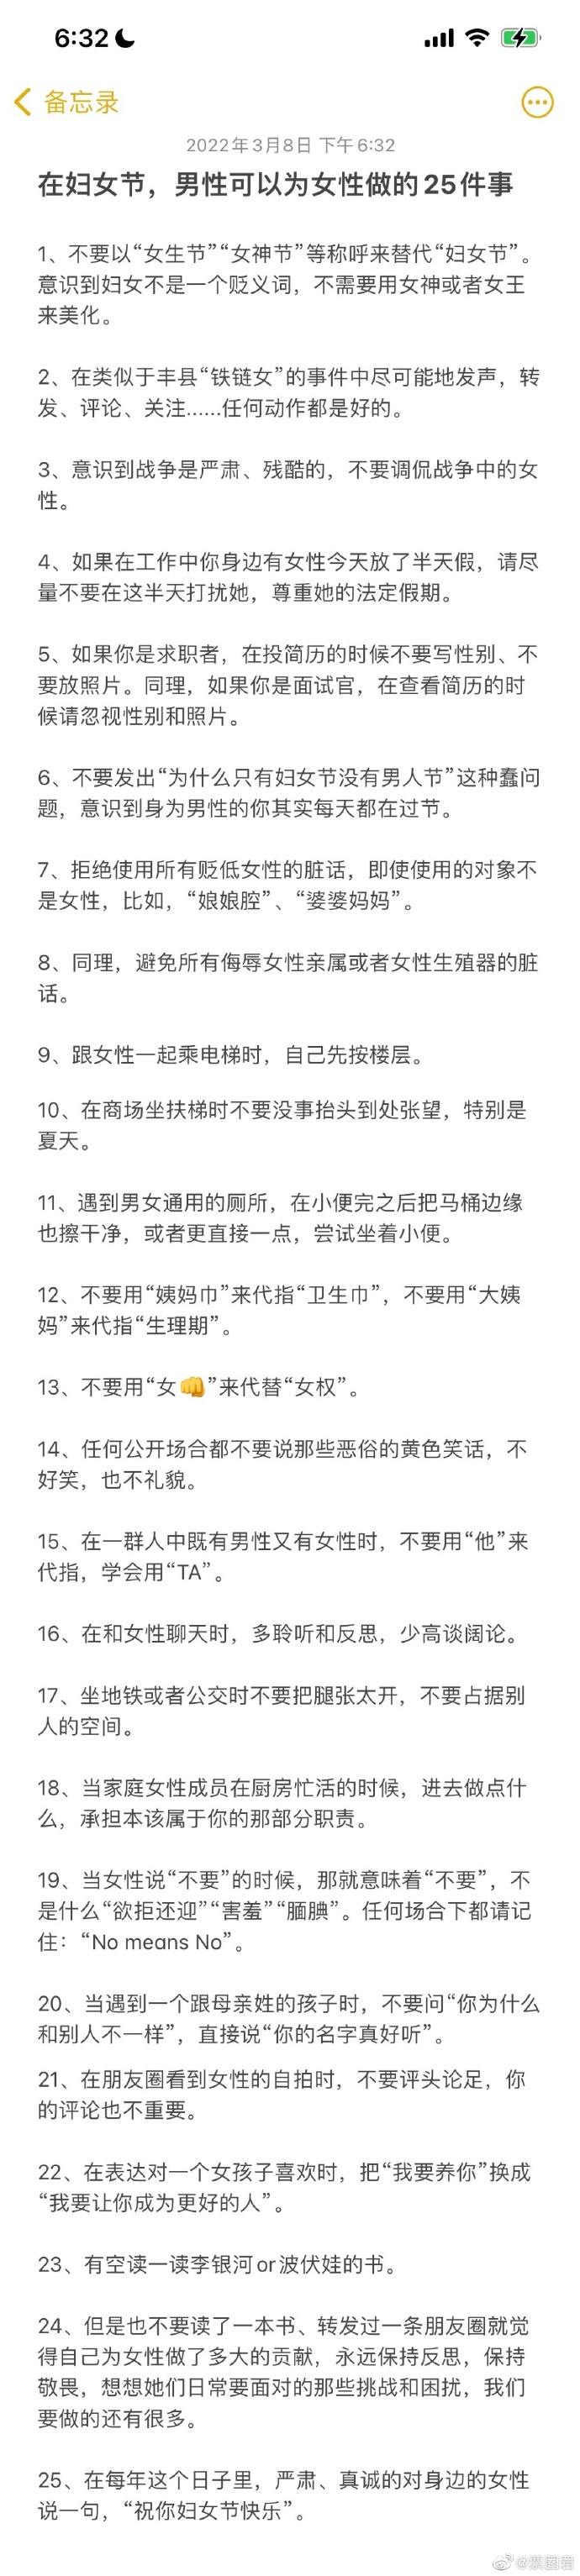 6:32
备忘录
2022年3月8日 下午6:32
在妇女节，男性可以为女性做的25件事
1、不要以“女生节”“女神节”等称呼来替代“妇女节”。
意识到妇女不是一个贬义词，不需要用女神或者女王
来美化。
2、在类似于丰县“铁链女”的事件中尽可能地发声，转
发、评论、关注……任何动作都是好的。
3、意识到战争是严肃、残酷的，不要调侃战争中的女
性。
4、如果在工作中你身边有女性今天放了半天假，请尽
量不要在这半天打扰她，尊重她的法定假期。
5、如果你是求职者，在投简历的时候不要写性别、不
要放照片。同理，如果你是面试官，在查看简历的时
候请忽视性别和照片。
6、不要发出“为什么只有妇女节没有男人节”这种蠢问
题，意识到身为男性的你其实每天都在过节。
7、拒绝使用所有贬低女性的脏话，即使使用的对象不
是女性，比如，“娘娘腔”、“婆婆妈妈”。
8、同理，避免所有侮辱女性亲属或者女性生殖器的脏
话。
9、跟女性一起乘电梯时，自己先按楼层。
10、在商场坐扶梯时不要没事抬头到处张望，特别是
夏天。
11、遇到男女通用的厕所，在小便完之后把马桶边缘
也擦干净，或者更直接一点，尝试坐着小便。
12、不要用“姨妈巾”来代指“卫生巾”，不要用“大姨
妈”来代指“生理期”。
13、不要用“女👊”来代替“女权”。
14、任何公开场合都不要说那些恶俗的黄色笑话，不
好笑，也不礼貌。
15、在一群人中既有男性又有女性时，不要用“他”来
代指，学会用“TA”。
16、在和女性聊天时，多聆听和反思，少高谈阔论。
17、坐地铁或者公交时不要把腿张太开，不要占据别
人的空间。
18、当家庭女性成员在厨房忙活的时候，进去做点什
么，承担本该属于你的那部分职责。
19、当女性说“不要”的时候，那就意味着“不要”，不
是什么“欲拒还迎”“害羞”“腼腆”。任何场合下都请记
住：“No means No”。
20、当遇到一个跟母亲姓的孩子时，不要问“你为什么
和别人不一样”，直接说“你的名字真好听”。
21、在朋友圈看到女性的自拍时，不要评头论足，你
的评论也不重要。
22、在表达对一个女孩子喜欢时，把“我要养你”换成
“我要让你成为更好的人”。
23、有空读一读李银河or波伏娃的书。
24、但是也不要读了一本书、转发过一条朋友圈就觉
得自己为女性做了多大的贡献，永远保持反思，保持
敬畏，想想她们日常要面对的那些挑战和困扰，我们
要做的还有很多。
25、在每年这个日子里，严肃、真诚的对身边的女性
说一句，“祝你妇女节快乐”。
@票圈君